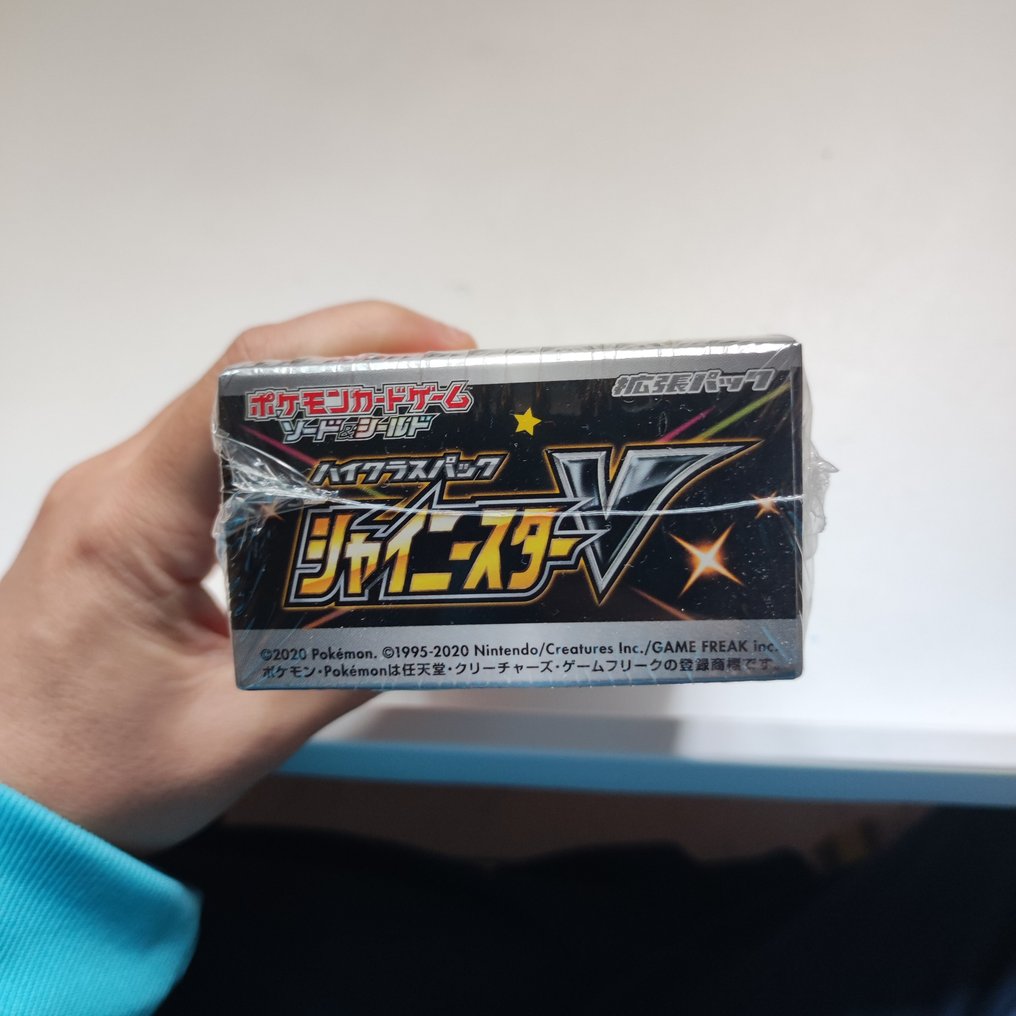 ポケモンカードゲーム 拡張パック
ソード&シールド
ハイクラスパック
シャイニースターV
©2020 Pokémon. ©1995-2020 Nintendo/Creatures Inc./GAME FREAK inc.
ポケモン・Pokémonは任天堂・クリーチャーズ・ゲームフリークの登録商標です。